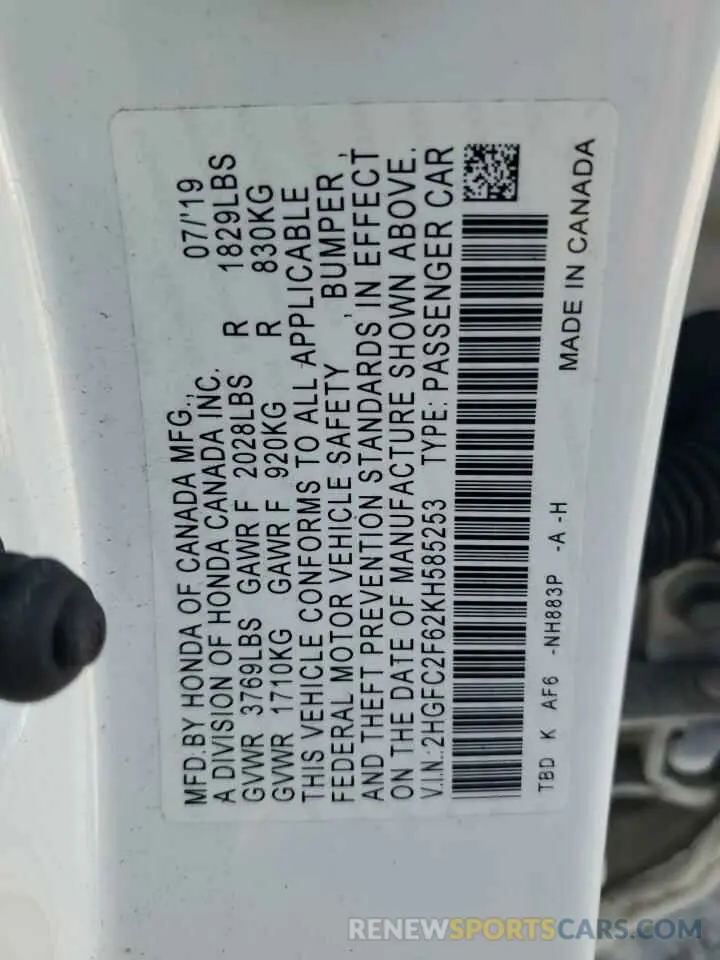 MFD.BY HONDA OF CANADA MFG., 07/'19
A DIVISION OF HONDA CANADA INC.
GVWR 3769LBS GAWR F 2028LBS R 1829LBS
GVWR 1710KG GAWR F 920KG R 830KG
THIS VEHICLE CONFORMS TO ALL APPLICABLE
FEDERAL MOTOR VEHICLE SAFETY , BUMPER ,
AND THEFT PREVENTION STANDARDS IN EFFECT
ON THE DATE OF MANUFACTURE SHOWN ABOVE.
V.I.N.:2HGFC2F62KH585253 TYPE: PASSENGER CAR
TBD K AF6 -NH883P -A -H
MADE IN CANADA
RENEWSPORTSCARS.COM